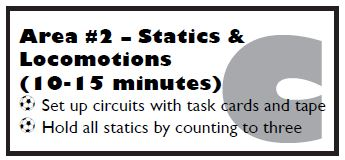 Area #2 – Statics &
Locomotions
(10-15 minutes)
Set up circuits with task cards and tape
Hold all statics by counting to three
C